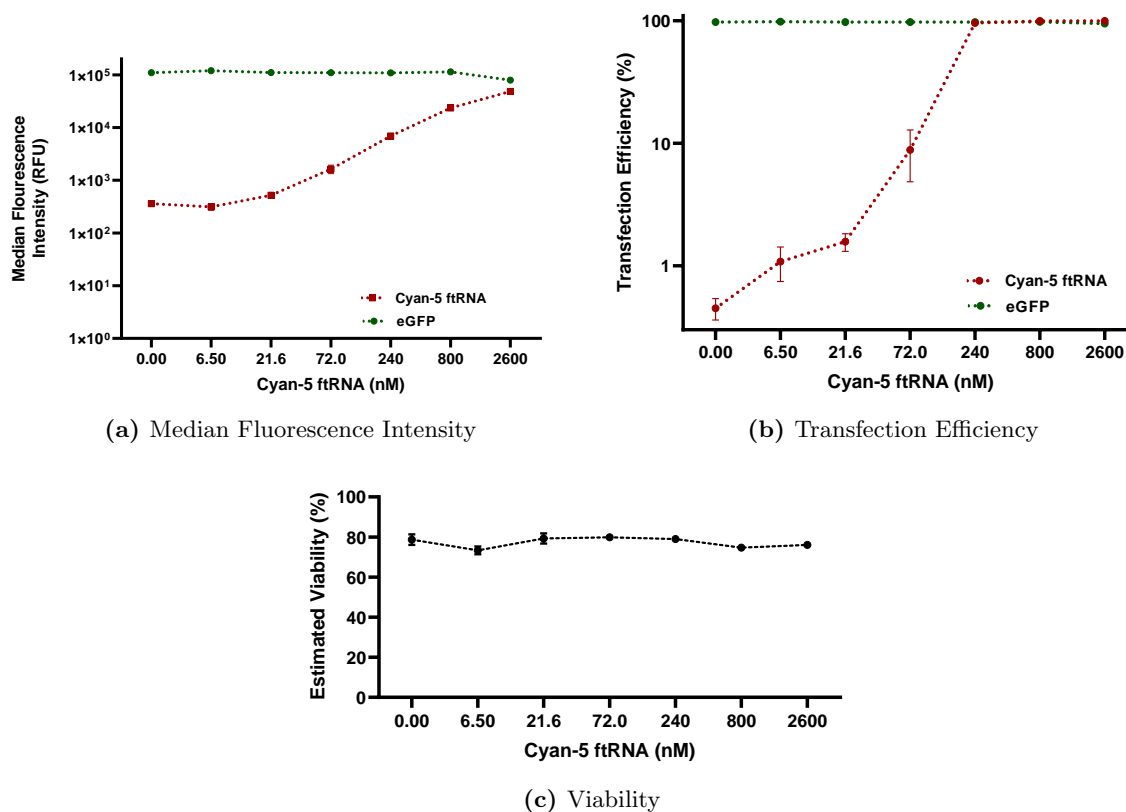 Median Flourescence
Intensity (RFU)
1×10⁵
1×10⁴
1×10³
1×10²
1×10¹
1×10⁰
Cyan-5 ftRNA
eGFP
0.00 6.50 21.6 72.0 240 800 2600
Cyan-5 ftRNA (nM)
(a) Median Fluorescence Intensity
Transfection Efficiency (%)
100
10
1
Cyan-5 ftRNA
eGFP
0.00 6.50 21.6 72.0 240 800 2600
Cyan-5 ftRNA (nM)
(b) Transfection Efficiency
Estimated Viability (%)
100
80
60
40
20
0
0.00 6.50 21.6 72.0 240 800 2600
Cyan-5 ftRNA (nM)
(c) Viability